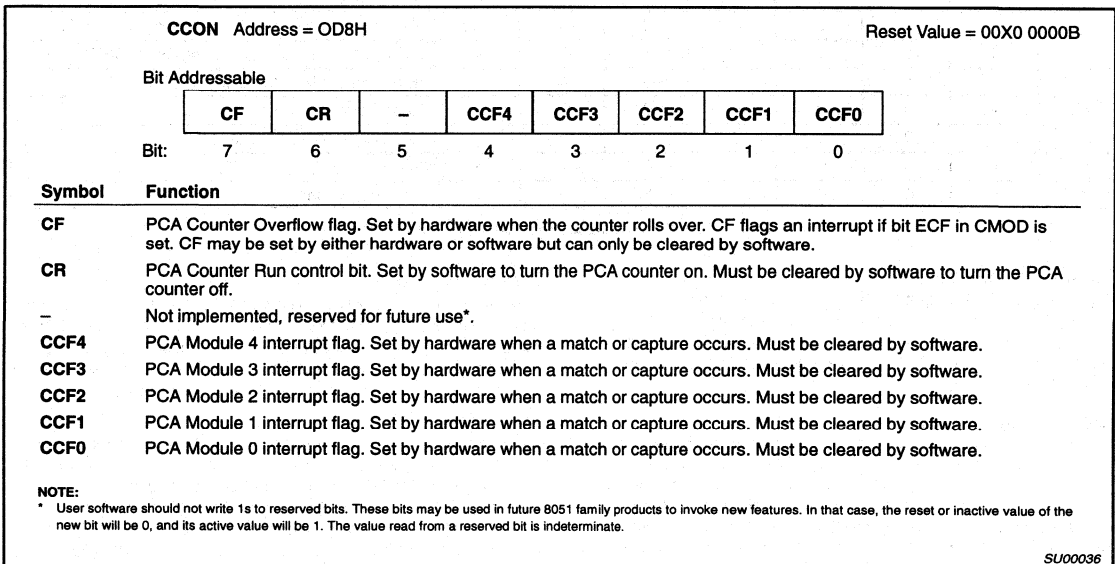 CCON Address = OD8H Reset Value = 00X0 0000B
Bit Addressable
CF CR – CCF4 CCF3 CCF2 CCF1 CCF0
Bit: 7 6 5 4 3 2 1 0
Symbol Function
CF PCA Counter Overflow flag. Set by hardware when the counter rolls over. CF flags an interrupt if bit ECF in CMOD is
set. CF may be set by either hardware or software but can only be cleared by software.
CR PCA Counter Run control bit. Set by software to turn the PCA counter on. Must be cleared by software to turn the PCA
counter off.
– Not implemented, reserved for future use*.
CCF4 PCA Module 4 interrupt flag. Set by hardware when a match or capture occurs. Must be cleared by software.
CCF3 PCA Module 3 interrupt flag. Set by hardware when a match or capture occurs. Must be cleared by software.
CCF2 PCA Module 2 interrupt flag. Set by hardware when a match or capture occurs. Must be cleared by software.
CCF1 PCA Module 1 interrupt flag. Set by hardware when a match or capture occurs. Must be cleared by software.
CCF0 PCA Module 0 interrupt flag. Set by hardware when a match or capture occurs. Must be cleared by software.
NOTE:
* User software should not write 1s to reserved bits. These bits may be used in future 8051 family products to invoke new features. In that case, the reset or inactive value of the
new bit will be 0, and its active value will be 1. The value read from a reserved bit is indeterminate.
SU00036